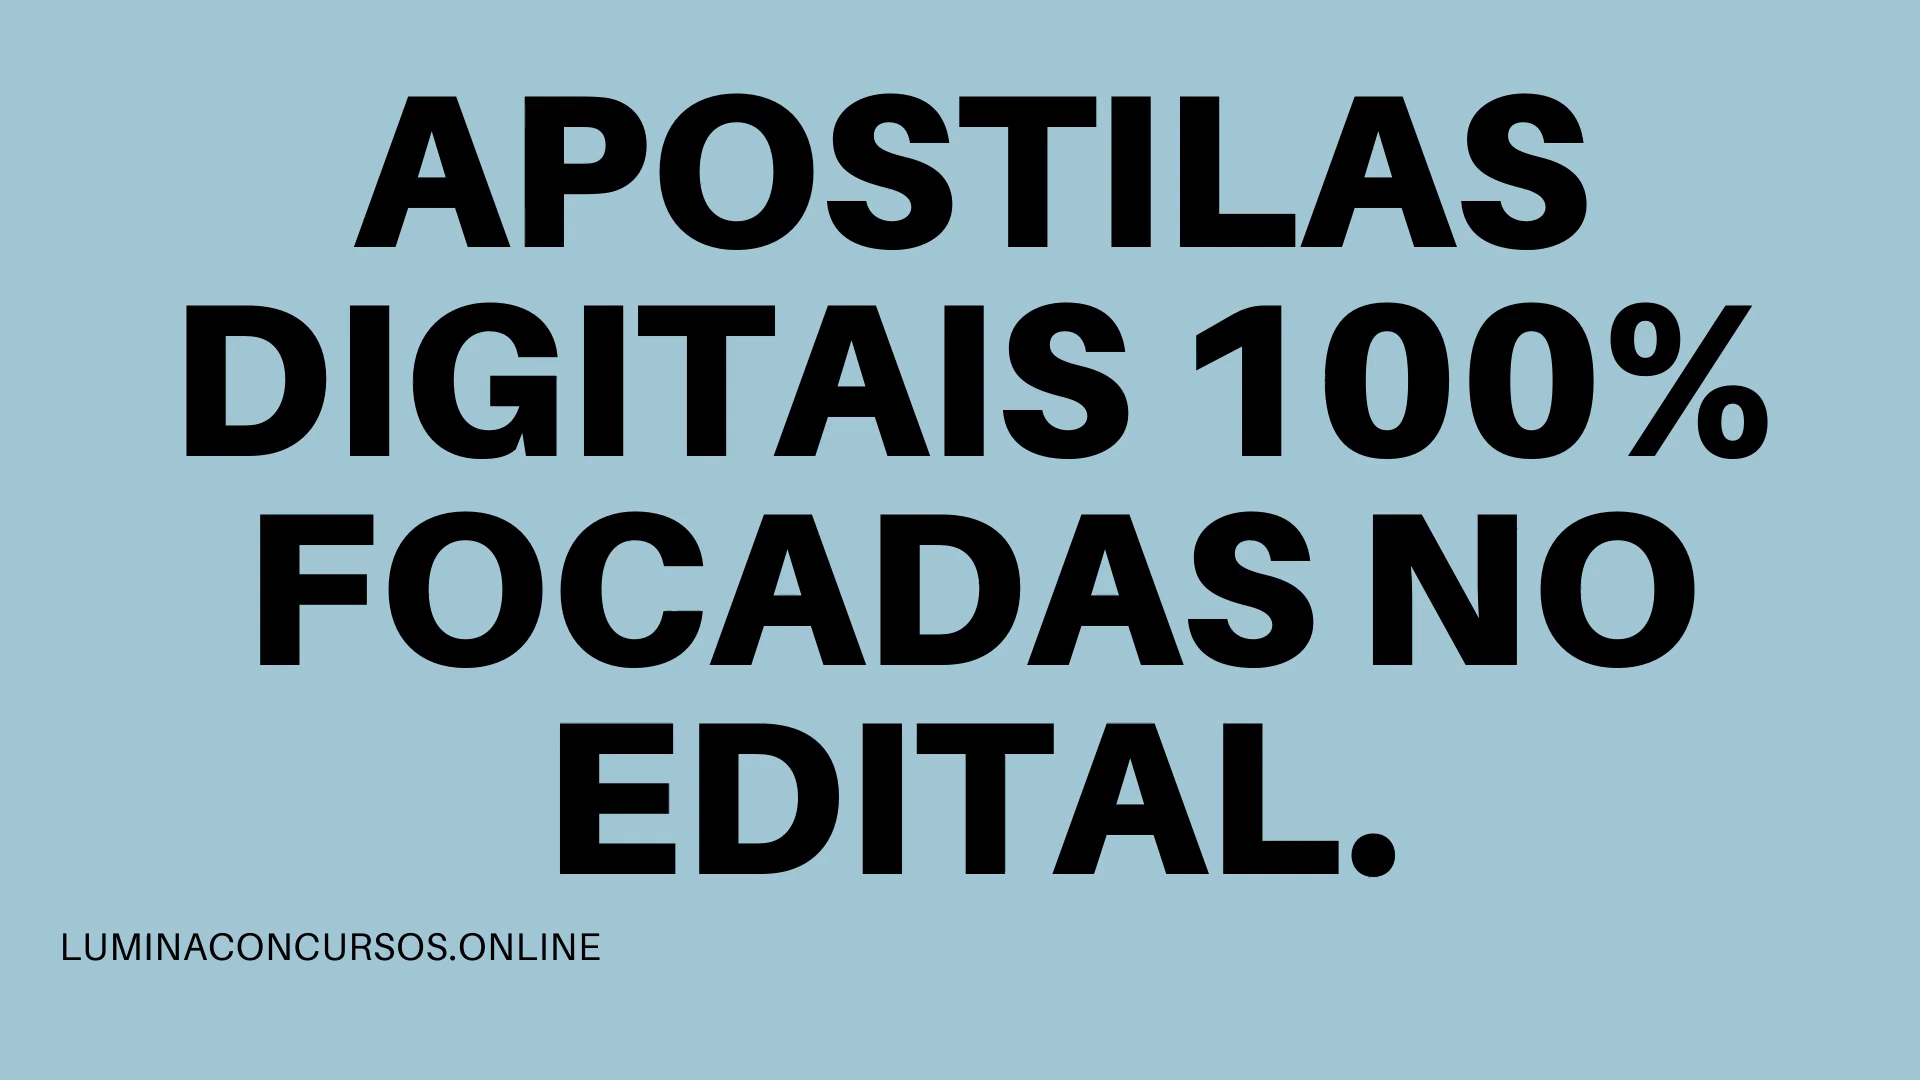 APOSTILAS
DIGITAIS 100%
FOCADAS NO
EDITAL.
LUMINACONCURSOS.ONLINE